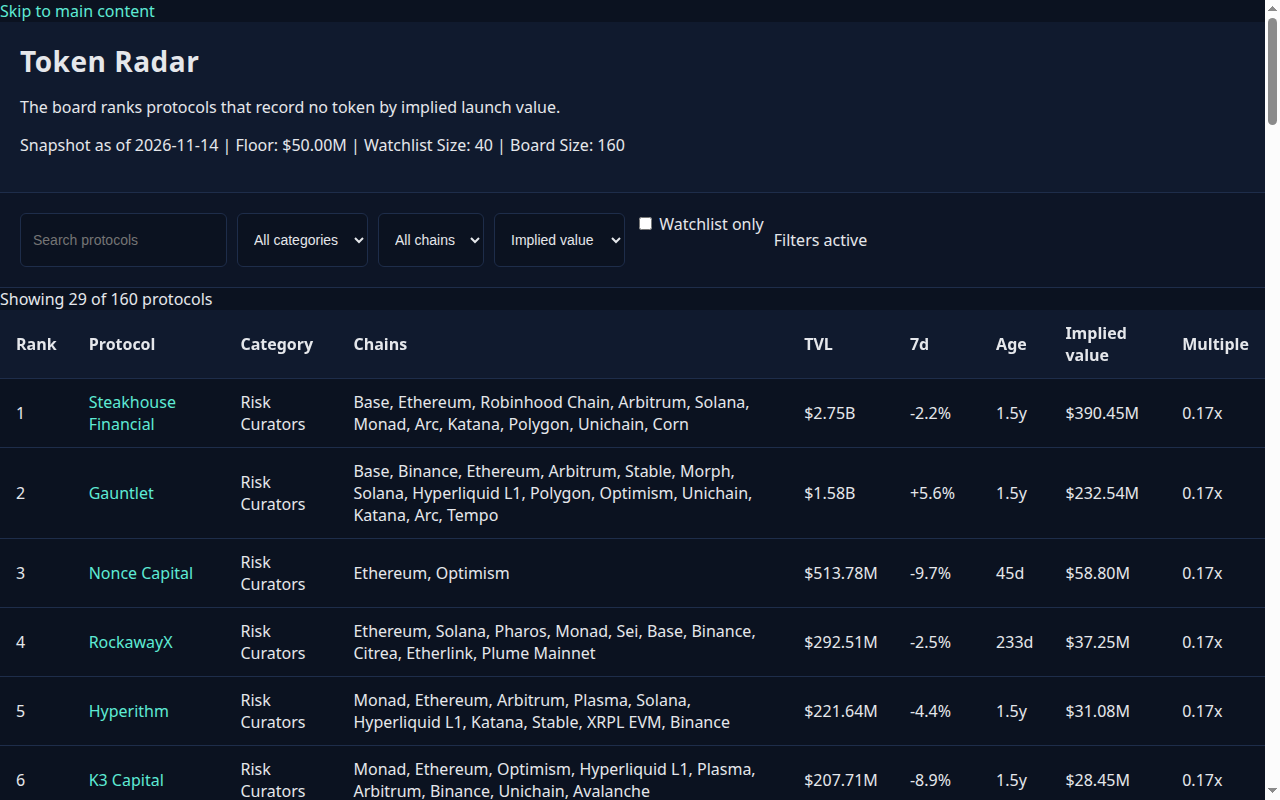 Skip to main content
Token Radar
The board ranks protocols that record no token by implied launch value.
Snapshot as of 2026-11-14 | Floor: $50.00M | Watchlist Size: 40 | Board Size: 160
Search protocols All categories All chains Implied value Watchlist only Filters active
Showing 29 of 160 protocols
Rank Protocol Category Chains TVL 7d Age Implied value Multiple
1 Steakhouse Financial Risk Curators Base, Ethereum, Robinhood Chain, Arbitrum, Solana, Monad, Arc, Katana, Polygon, Unichain, Corn $2.75B -2.2% 1.5y $390.45M 0.17x
2 Gauntlet Risk Curators Base, Binance, Ethereum, Arbitrum, Stable, Morph, Solana, Hyperliquid L1, Polygon, Optimism, Unichain, Katana, Arc, Tempo $1.58B +5.6% 1.5y $232.54M 0.17x
3 Nonce Capital Risk Curators Ethereum, Optimism $513.78M -9.7% 45d $58.80M 0.17x
4 RockawayX Risk Curators Ethereum, Solana, Pharos, Monad, Sei, Base, Binance, Citrea, Etherlink, Plume Mainnet $292.51M -2.5% 233d $37.25M 0.17x
5 Hyperithm Risk Curators Monad, Ethereum, Arbitrum, Plasma, Solana, Hyperliquid L1, Katana, Stable, XRPL EVM, Binance $221.64M -4.4% 1.5y $31.08M 0.17x
6 K3 Capital Risk Curators Monad, Ethereum, Optimism, Hyperliquid L1, Plasma, Arbitrum, Binance, Unichain, Avalanche $207.71M -8.9% 1.5y $28.45M 0.17x